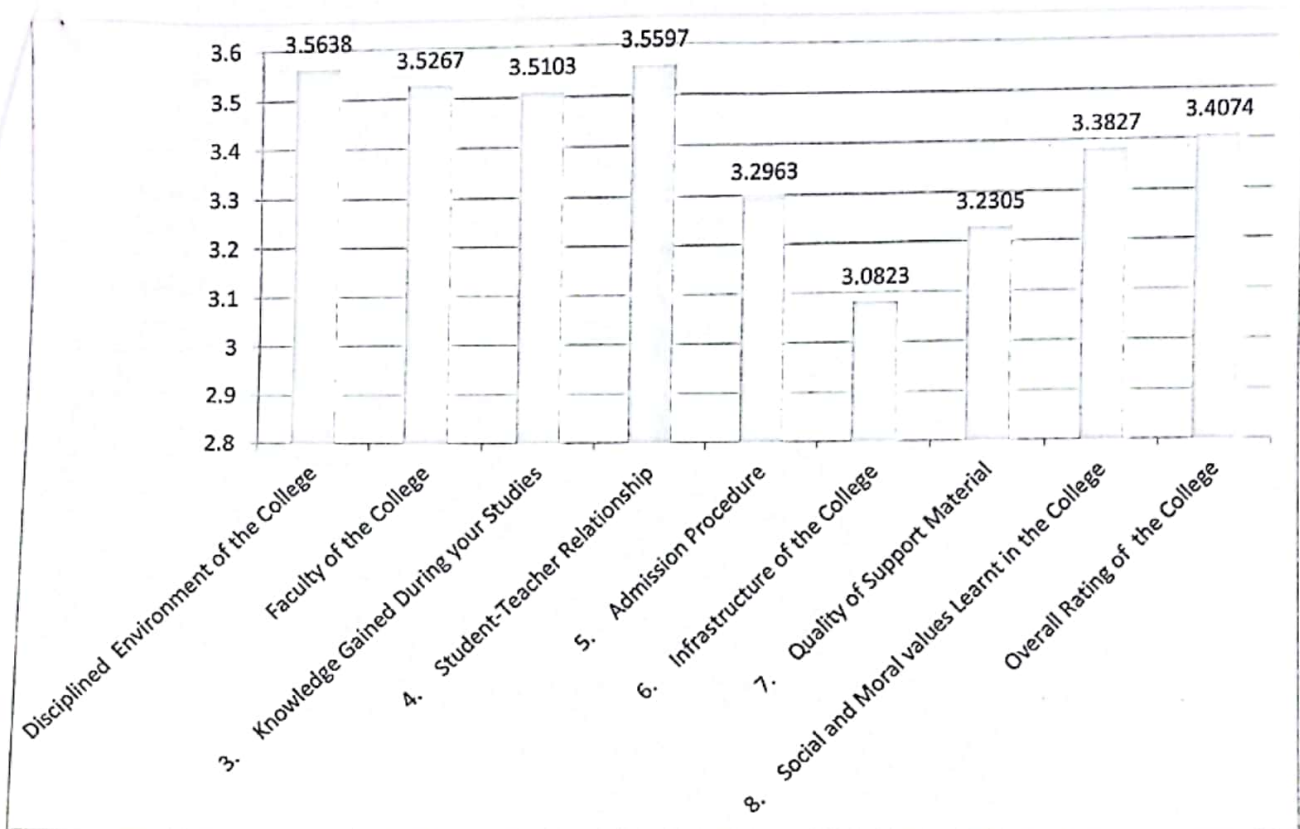 3.5638
3.5267
3.5103
3.5597
3.2963
3.0823
3.2305
3.3827
3.4074
3.6
3.5
3.4
3.3
3.2
3.1
3
2.9
2.8
Disciplined Environment of the College
Faculty of the College
3. Knowledge Gained During your Studies
4. Student-Teacher Relationship
5. Admission Procedure
6. Infrastructure of the College
7. Quality of Support Material
8. Social and Moral values Learnt in the College
Overall Rating of the College